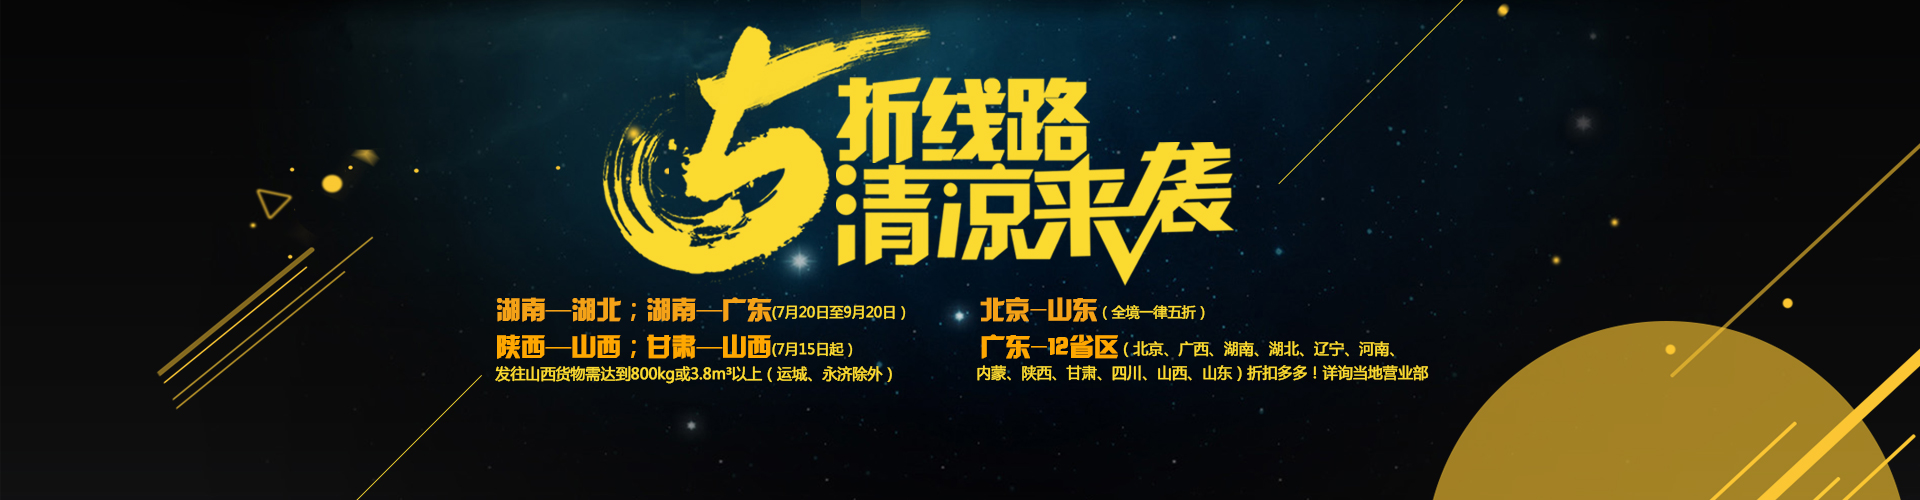 5折线路
清凉来袭
湖南—湖北；湖南—广东(7月20日至9月20日）
陕西—山西；甘肃—山西(7月15日起）
发往山西货物需达到800kg或3.8m³以上（运城、永济除外）
北京—山东（全境一律五折）
广东—12省区（北京、广西、湖南、湖北、辽宁、河南、
内蒙、陕西、甘肃、四川、山西、山东）折扣多多！详询当地营业部